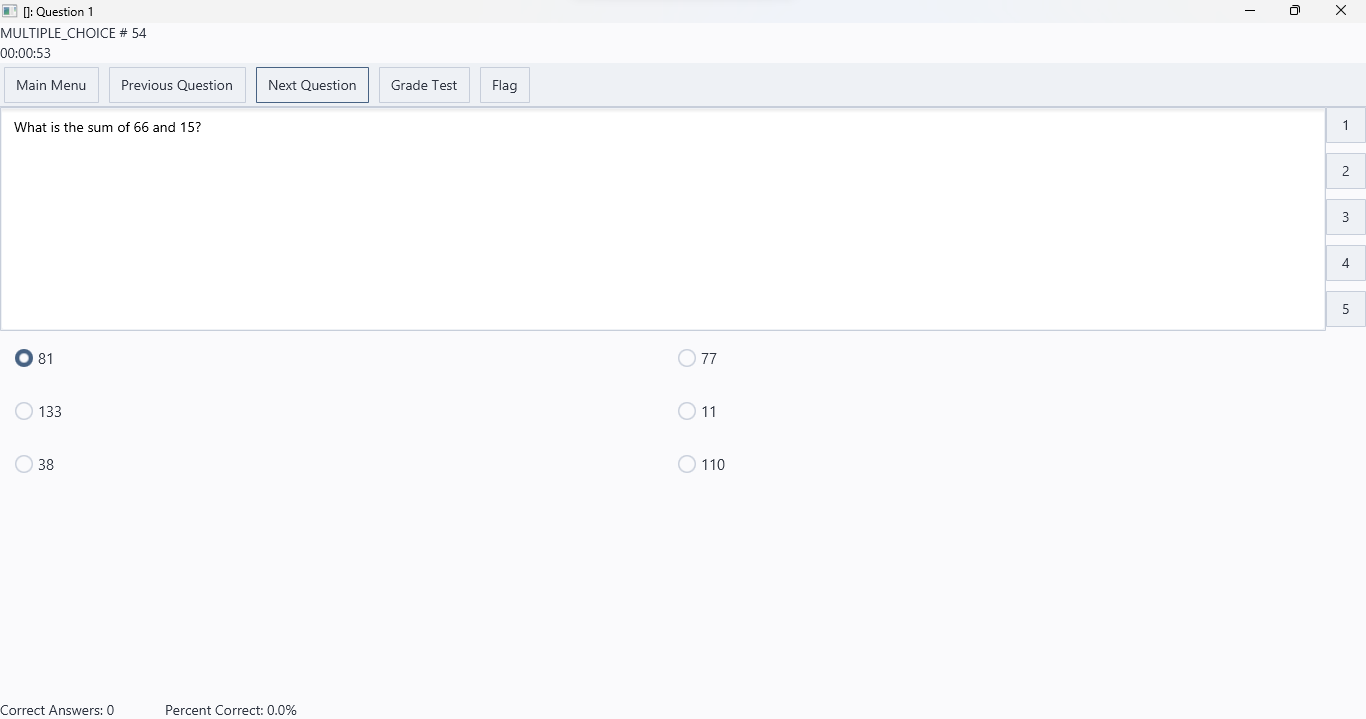 []: Question 1
MULTIPLE_CHOICE # 54
00:00:53
Main Menu Previous Question Next Question Grade Test Flag
What is the sum of 66 and 15?
1
2
3
4
5
81 77
133 11
38 110
Correct Answers: 0 Percent Correct: 0.0%